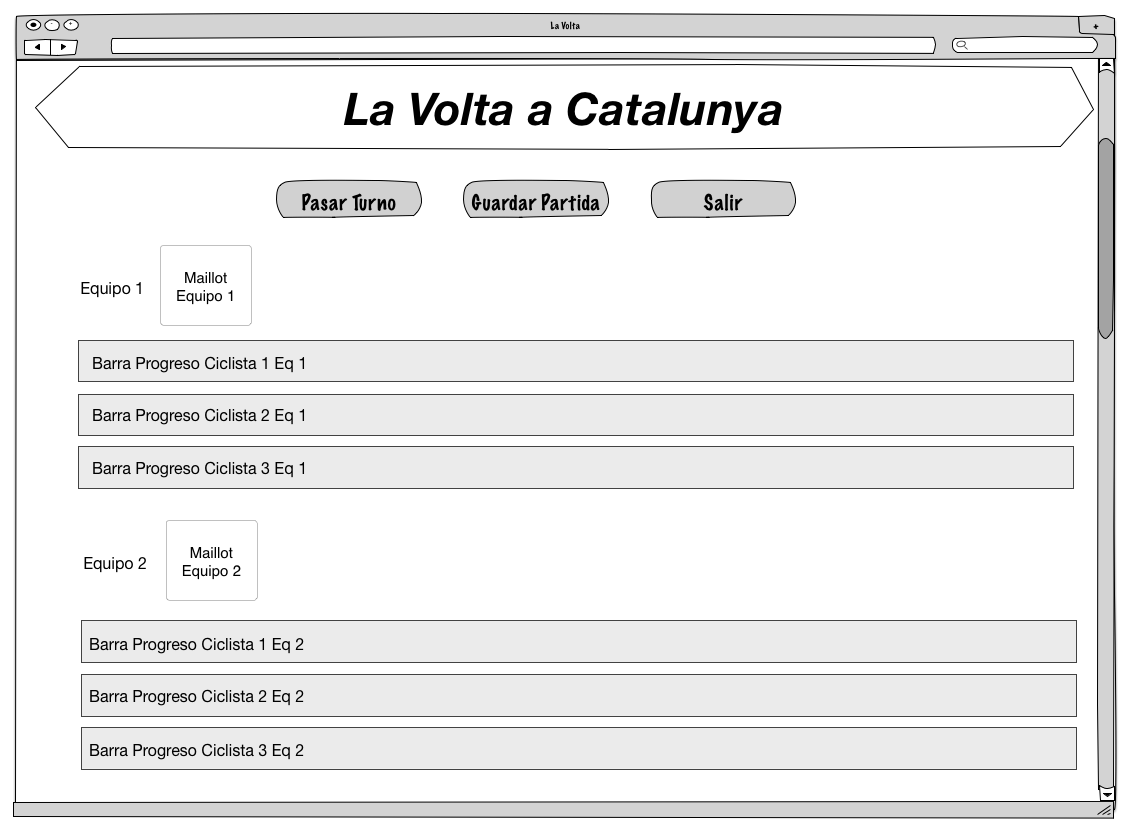 La Volta
La Volta a Catalunya
Pasar Turno
Guardar Partida
Salir
Equipo 1
Maillot
Equipo 1
Barra Progreso Ciclista 1 Eq 1
Barra Progreso Ciclista 2 Eq 1
Barra Progreso Ciclista 3 Eq 1
Equipo 2
Maillot
Equipo 2
Barra Progreso Ciclista 1 Eq 2
Barra Progreso Ciclista 2 Eq 2
Barra Progreso Ciclista 3 Eq 2